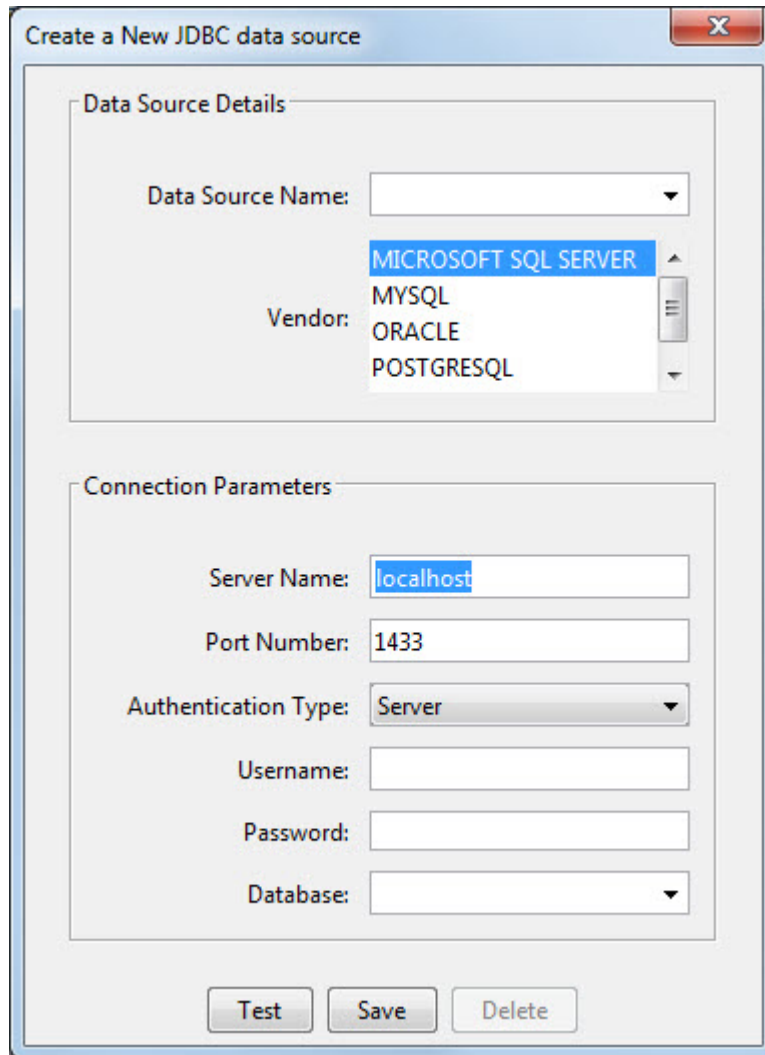 Create a New JDBC data source
Data Source Details
Data Source Name:
Vendor:
MICROSOFT SQL SERVER
MYSQL
ORACLE
POSTGRESQL
Connection Parameters
Server Name: localhost
Port Number: 1433
Authentication Type: Server
Username:
Password:
Database:
Test Save Delete